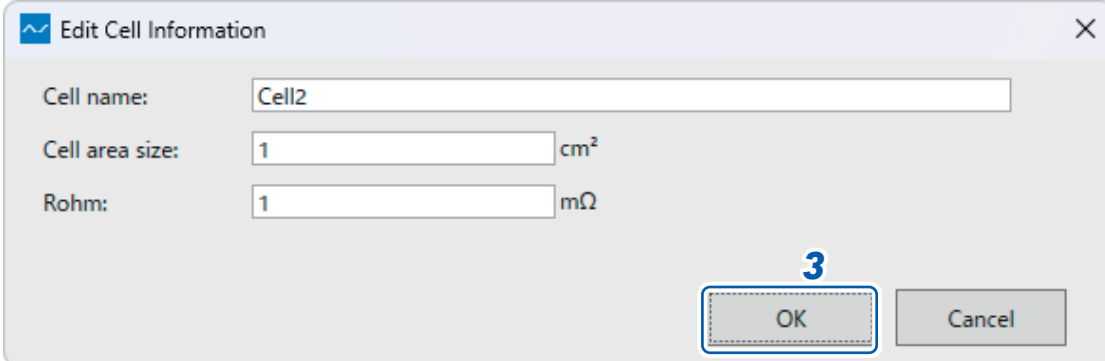 Edit Cell Information
Cell name: Cell2
Cell area size: 1 cm²
Rohm: 1 mΩ
3
OK Cancel